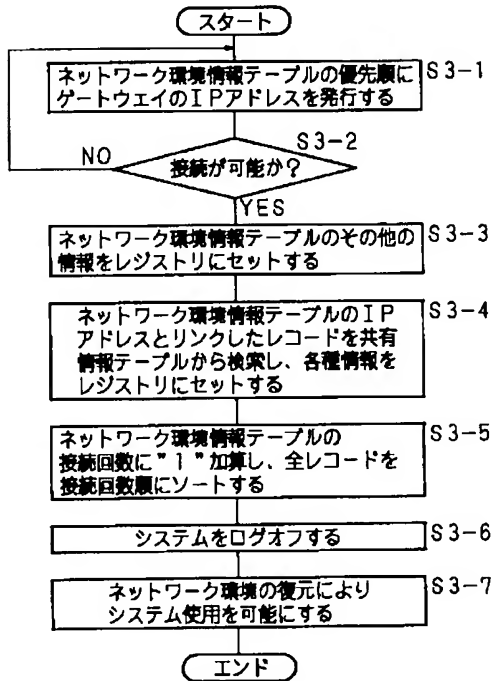 スタート
ネットワーク環境情報テーブルの優先順に
ゲートウェイのIPアドレスを発行する
S3-1
S3-2
接続が可能か?
NO
YES
ネットワーク環境情報テーブルのその他の
情報をレジストリにセットする
S3-3
ネットワーク環境情報テーブルのIP
アドレスとリンクしたレコードを共有
情報テーブルから検索し、各種情報を
レジストリにセットする
S3-4
ネットワーク環境情報テーブルの
接続回数に"1"加算し、全レコードを
接続回数順にソートする
S3-5
システムをログオフする
S3-6
ネットワーク環境の復元により
システム使用を可能にする
S3-7
エンド